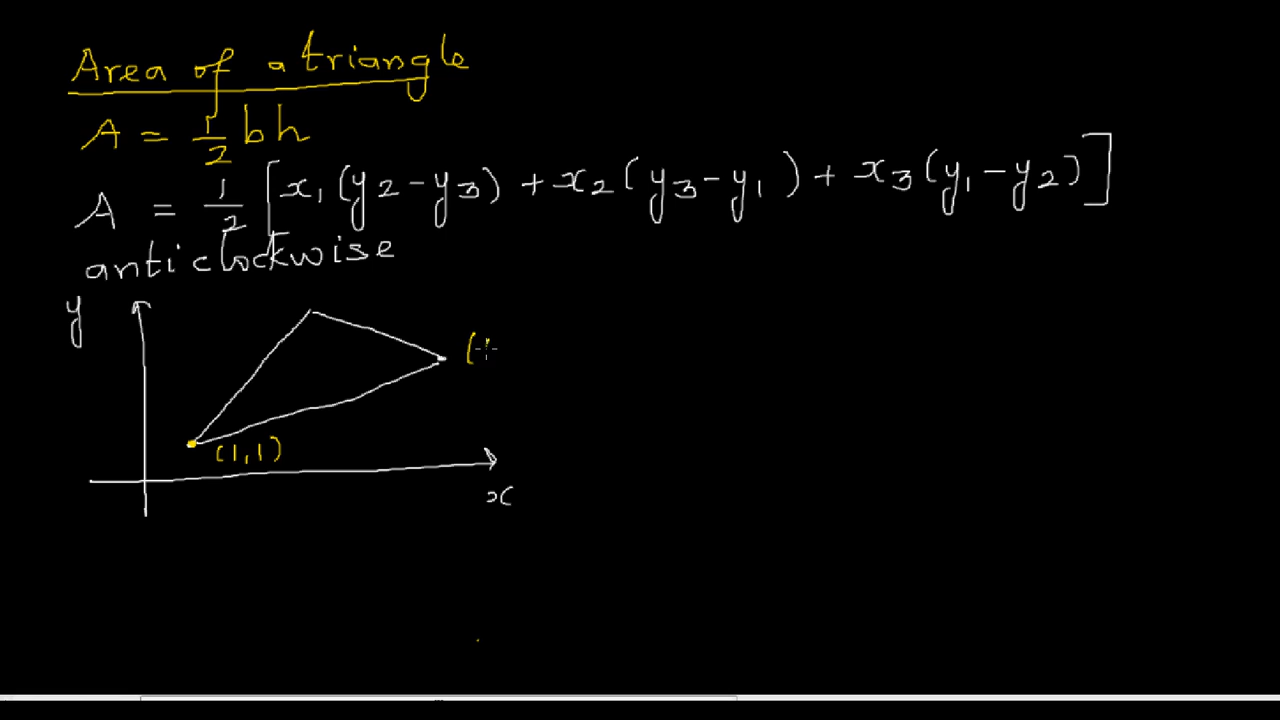 Area of a triangle
A = 1/2 bh
A = 1/2 [x₁(y₂-y₃) + x₂(y₃-y₁) + x₃(y₁-y₂)]
anticlockwise
y
(
(1,1)
x